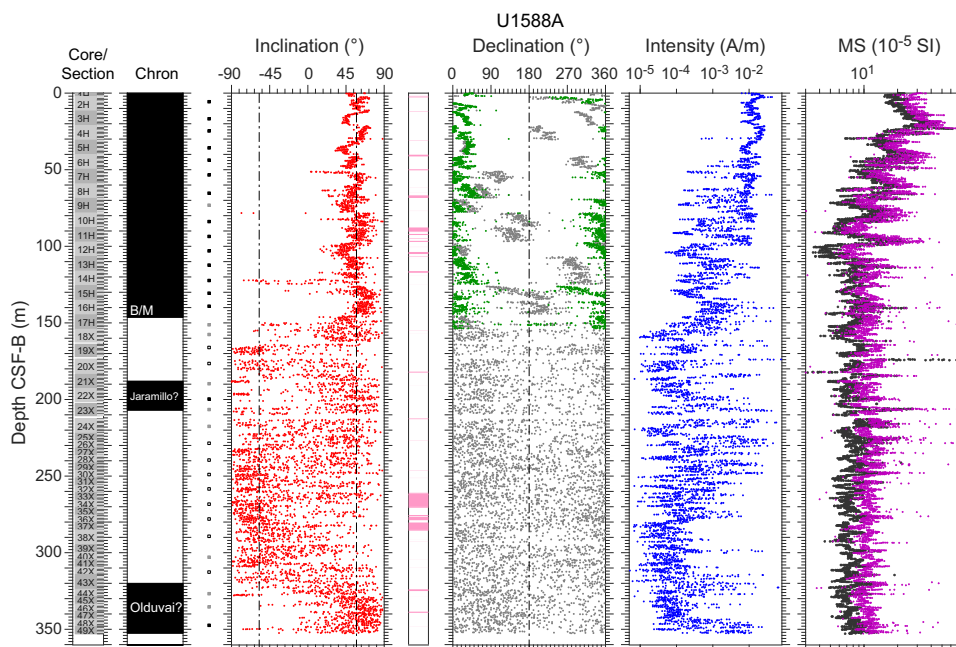 U1588A
Core/
Section
Chron
Inclination (°)
Declination (°)
Intensity (A/m)
MS (10-5 SI)
-90 -45 0 45 90
0 90 180 270 360
10-5 10-4 10-3 10-2
101
Depth CSF-B (m)
0
50
100
150
200
250
300
350
2H
3H
4H
5H
6H
7H
8H
9H
10H
11H
12H
13H
14H
15H
16H
17H
18X
19X
20X
21X
22X
23X
24X
25X
26X
27X
28X
29X
30X
31X
32X
33X
34X
35X
36X
37X
38X
39X
40X
41X
42X
43X
44X
45X
46X
47X
48X
49X
B/M
Jaramillo?
Olduvai?